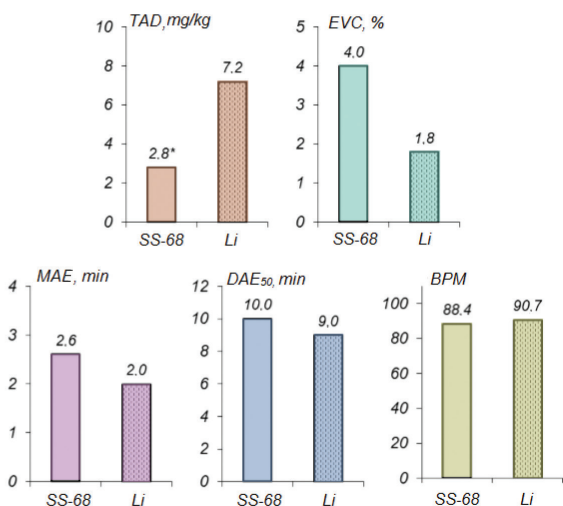 TAD,mg/kg
10
8
6
4
2
0
2.8*
7.2
SS-68
Li
EVC, %
5
4
3
2
1
0
4,0
1,8
SS-68
Li
MAE, min
4
3
2
1
0
2.6
2.0
SS-68
Li
DAE₅₀, min
12
10
8
6
4
2
0
10,0
9,0
SS-68
Li
BPM
100
80
60
40
20
0
88.4
90.7
SS-68
Li